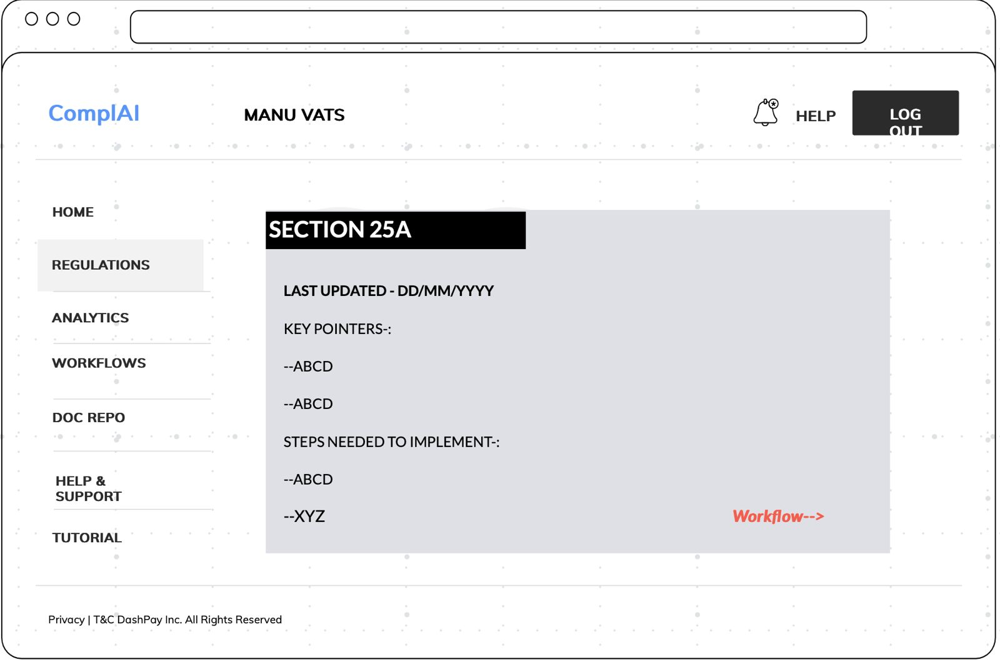 ComplAI
MANU VATS
HELP
LOG
OUT
HOME
REGULATIONS
ANALYTICS
WORKFLOWS
DOC REPO
HELP &
SUPPORT
TUTORIAL
SECTION 25A
LAST UPDATED - DD/MM/YYYY
KEY POINTERS-:
--ABCD
--ABCD
STEPS NEEDED TO IMPLEMENT-:
--ABCD
--XYZ
Workflow-->
Privacy | T&C DashPay Inc. All Rights Reserved